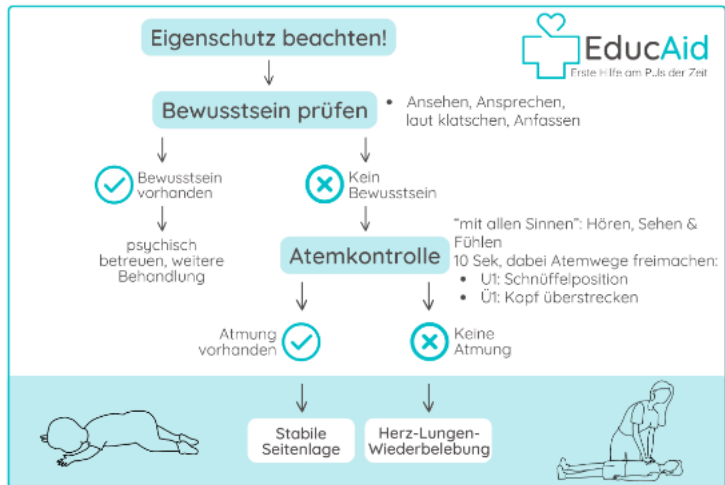 Eigenschutz beachten!
EducAid
Erste Hilfe am Puls der Zeit
Bewusstsein prüfen
• Ansehen, Ansprechen,
laut klatschen, Anfassen
Bewusstsein
vorhanden
Kein
Bewusstsein
psychisch
betreuen, weitere
Behandlung
Atemkontrolle
"mit allen Sinnen": Hören, Sehen &
Fühlen
10 Sek, dabei Atemwege freimachen:
• U1: Schnüffelposition
• Ü1: Kopf überstrecken
Atmung
vorhanden
Keine
Atmung
Stabile
Seitenlage
Herz-Lungen-
Wiederbelebung